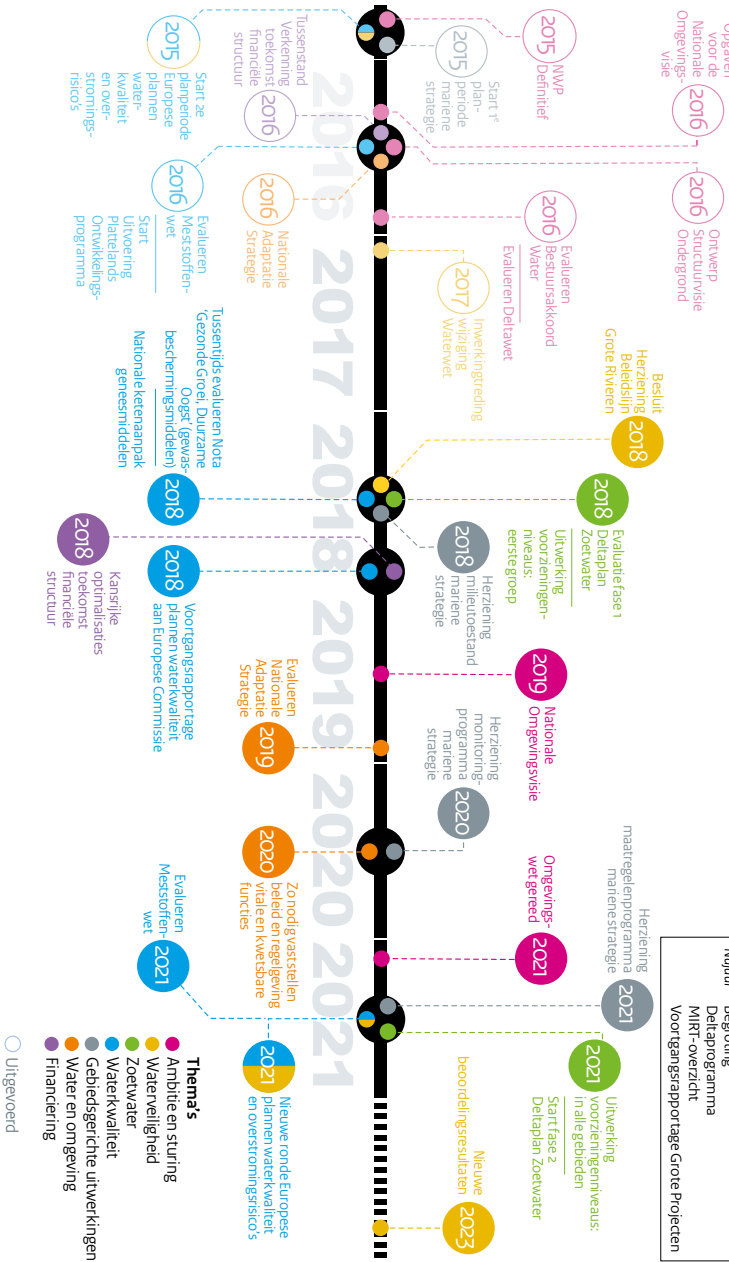 Opgaven
voor de
Nationale
Omgevings-
visie
2016
2016
Ontwerp
Structuurvisie
Ondergrond
2015
NWP
Definitief
2015
Start 1e
plan-
periode
mariene
strategie
2016
Evalueren
Bestuursakkoord
Water
Evalueren Deltawet
2017
Inwerkingtreding
wijziging
Waterwet
Besluit
Herziening
Beleidslijn
Grote Rivieren
2018
2018
Evaluatie fase 1
Deltaplan
Zoetwater
Uitwerking
voorzieningen-
niveaus:
eerste groep
2018
Herziening
milieutoestand
mariene
strategie
2019
Nationale
Omgevingsvisie
Herziening
monitoring-
programma
mariene
strategie
2020
Omgevings-
wet gereed
2021
Herziening
maatregelenprogramma
mariene strategie
2021
2021
Uitwerking
voorzieningenniveaus:
in alle gebieden
Start fase 2
Deltaplan Zoetwater
Nieuwe
beoordelingsresultaten
2023
Najaar
Begroting
Deltaprogramma
MIRT-overzicht
Voortgangsrapportage Grote Projecten
2016 2017 2018 2019 2020 2021
Tussenstand
Verkenning
toekomst
financiële
structuur
2016
2015
Start 2e
planperiode
Europese
plannen
water-
kwaliteit
en over-
stromings-
risico's
2016
Nationale
Adaptatie
Strategie
2016
Evalueren
Meststoffen-
wet
Start
Uitvoering
Plattelands
Ontwikkelings-
programma
Tussentijds evalueren Nota
'Gezonde Groei, Duurzame
Oogst' (gewas-
beschermingsmiddelen)
Nationale ketenaanpak
geneesmiddelen
2018
2018
Voortgangsrapportage
plannen waterkwaliteit
aan Europese Commissie
2018
Kansrijke
optimalisaties
toekomst
financiële
structuur
Evalueren
Nationale
Adaptatie
Strategie
2019
2020
Zo nodig vaststellen
beleid en regelgeving
vitale en kwetsbare
functies
Evalueren
Meststoffen-
wet
2021
2021
Nieuwe ronde Europese
plannen waterkwaliteit
en overstromingsrisico's
Thema's
Ambitie en sturing
Waterveiligheid
Zoetwater
Waterkwaliteit
Gebiedsgerichte uitwerkingen
Water en omgeving
Financiering
Uitgevoerd